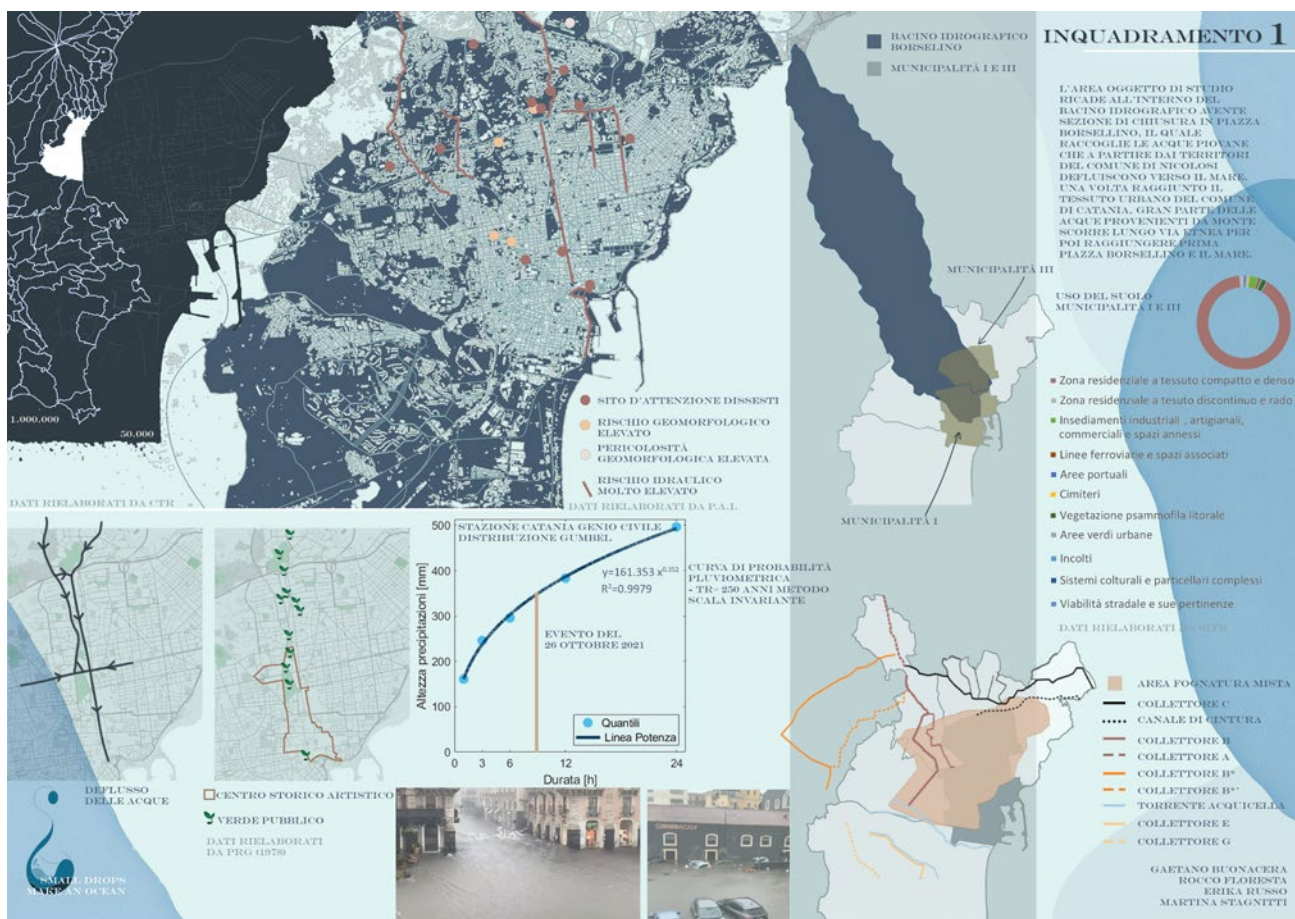 BACINO IDROGRAFICO
BORSELINO
MUNICIPALITÀ I E III
INQUADRAMENTO 1
L'AREA OGGETTO DI STUDIO
RICADE ALL'INTERNO DEL
BACINO IDROGRAFICO AVENTE
SEZIONE DI CHIUSURA IN PIAZZA
BORSELLINO, IL QUALE
RACCOGLIE LE ACQUE PIOVANE
CHE A PARTIRE DAI TERRITORI
DEL COMUNE DI NICOLOSI
DEFLUISCONO VERSO IL MARE.
UNA VOLTA RAGGIUNTO IL
TESSUTO URBANO DEL COMUNE
DI CATANIA, GRAN PARTE DELLE
ACQUE PROVENIENTI DA MONTE
SCORRE LUNGO VIA ETNEA PER
POI RAGGIUNGERE PRIMA
PIAZZA BORSELLINO E IL MARE.
MUNICIPALITÀ III
MUNICIPALITÀ I
USO DEL SUOLO
MUNICIPALITÀ I E III
Zona residenziale a tessuto compatto e denso
Zona residenziale a tesuto discontinuo e rado
Insediamenti industriali , artigianali,
commerciali e spazi annessi
Linee ferroviarie e spazi associati
Aree portuali
Cimiteri
Vegetazione psammofila litorale
Aree verdi urbane
Incolti
Sistemi colturali e particellari complessi
Viabilità stradale e sue pertinenze
DATI RIELABORATI DA SITR
1.000.000
50.000
DATI RIELABORATI DA CTR
SITO D'ATTENZIONE DISSESTI
RISCHIO GEOMORFOLOGICO
ELEVATO
PERICOLOSITÀ
GEOMORFOLOGICA ELEVATA
RISCHIO IDRAULICO
MOLTO ELEVATO
DATI RIELABORATI DA P.A.I.
DEFLUSSO
DELLE ACQUE
CENTRO STORICO ARTISTICO
VERDE PUBBLICO
DATI RIELABORATI
DA PRG (1978)
SMALL DROPS
MAKE AN OCEAN
STAZIONE CATANIA GENIO CIVILE
DISTRIBUZIONE GUMBEL
y=161.353 x^0.352
R²=0.9979
EVENTO DEL
26 OTTOBRE 2021
Quantili
Linea Potenza
Altezza precipitazioni [mm]
500
400
300
200
100
0
0 3 6 12 24
Durata [h]
CURVA DI PROBABILITÀ
PLUVIOMETRICA
- TR= 250 ANNI METODO
SCALA INVARIANTE
AREA FOGNATURA MISTA
COLLETTORE C
CANALE DI CINTURA
COLLETTORE B
COLLETTORE A
COLLETTORE B*
COLLETTORE B*'
TORRENTE ACQUICELLA
COLLETTORE E
COLLETTORE G
GAETANO BUONACERA
ROCCO FLORESTA
ERIKA RUSSO
MARTINA STAGNITTI